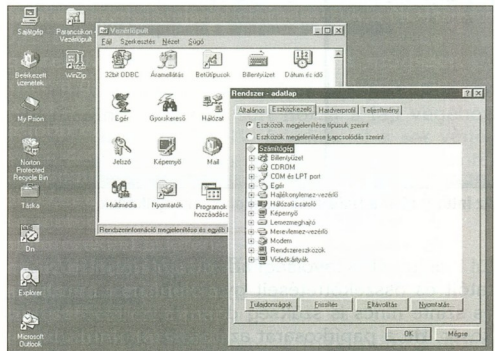 Sajátgép
Parancsikon -
Vezérlőpult
Beérkezett
üzenetek
WinZip
My Psion
Norton
Protected
Recycle Bin
Táska
Dn
Explorer
Microsoft
Outlook
Vezérlőpult
Fájl Szerkesztés Nézet Súgó
32bit ODBC
Áramellátás
Betűtípusok
Billentyűzet
Dátum és idő
Egér
Gyorskereső
Hálózat
Jelszó
Képernyő
Mail
Multimédia
Nyomtatók
Programok
hozzáadása
Rendszerinformáció megjelenítése és egyéb
Rendszer - adatlap
Általános
Eszközkezelő
Hardverprofil
Teljesítmény
Eszközök megjelenítése típusuk szerint
Eszközök megjelenítése kapcsolódás szerint
Számítógép
Billentyűzet
CDROM
COM és LPT port
Egér
Hajlékonylemez-vezérlő
Hálózati csatoló
Képernyő
Lemezmeghajtó
Merevlemez-vezérlő
Modem
Rendszereszközök
Videókártyák
Tulajdonságok
Frissítés
Eltávolítás
Nyomtatás...
OK
Mégse